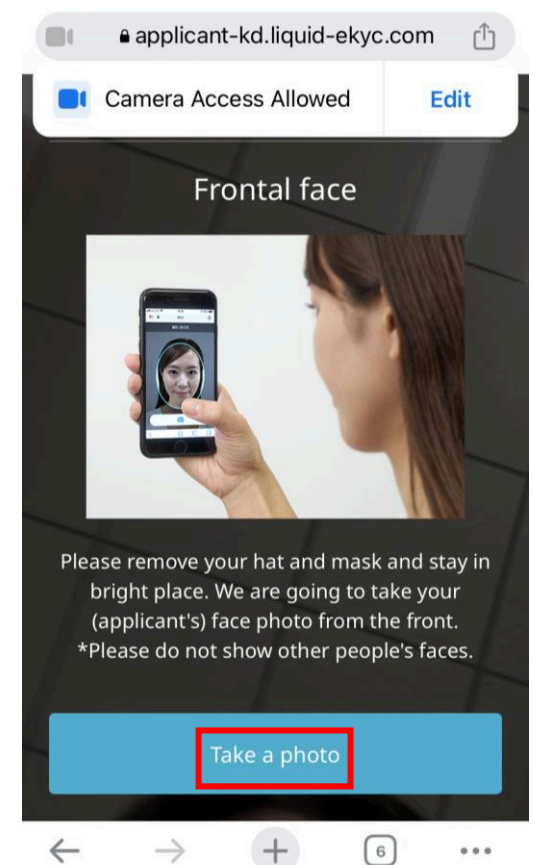 applicant-kd.liquid-ekyc.com
Camera Access Allowed
Edit
Frontal face
Please remove your hat and mask and stay in
bright place. We are going to take your
(applicant's) face photo from the front.
*Please do not show other people's faces.
Take a photo
6